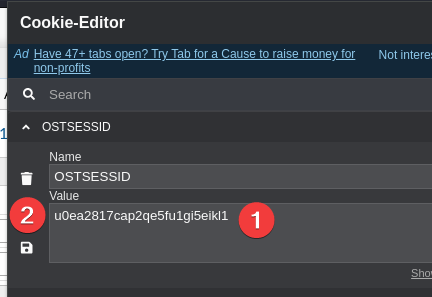 Cookie-Editor
Ad Have 47+ tabs open? Try Tab for a Cause to raise money for non-profits
Not interes
Search
OSTSESSID
Name
OSTSESSID
Value
u0ea2817cap2qe5fu1gi5eikl1
1
2
Show